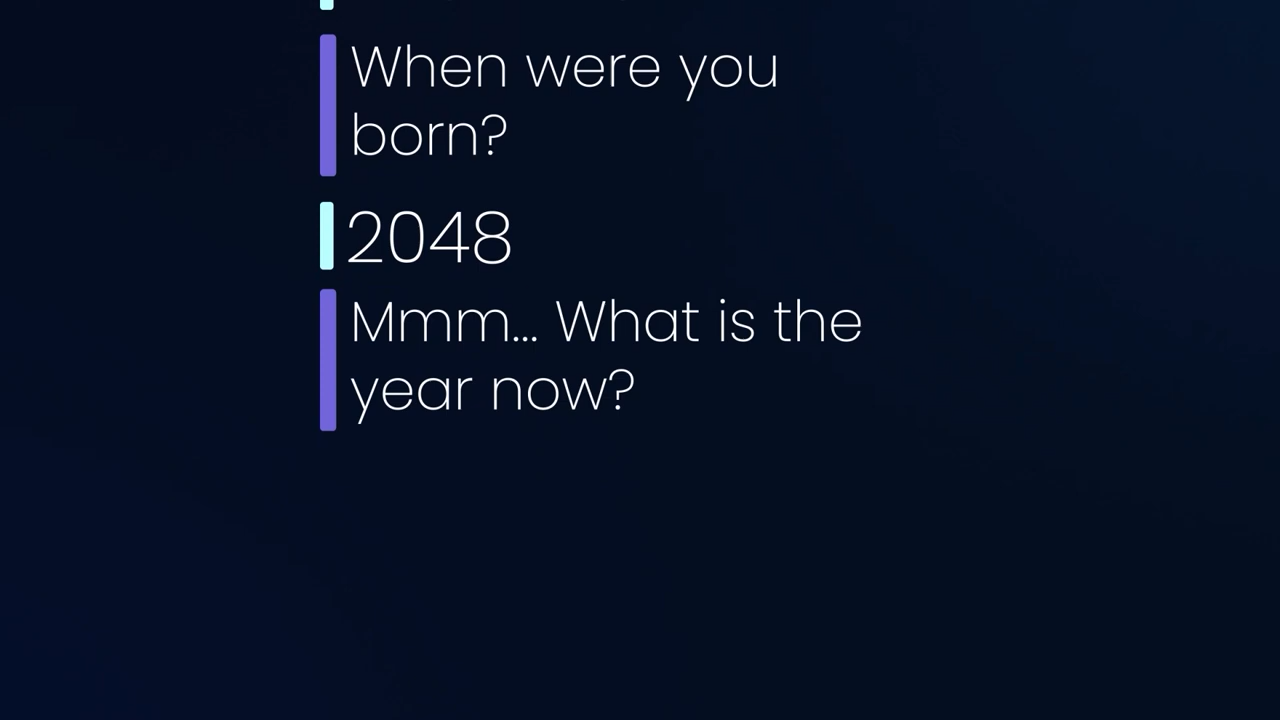 When were you
born?
2048
Mmm... What is the
year now?